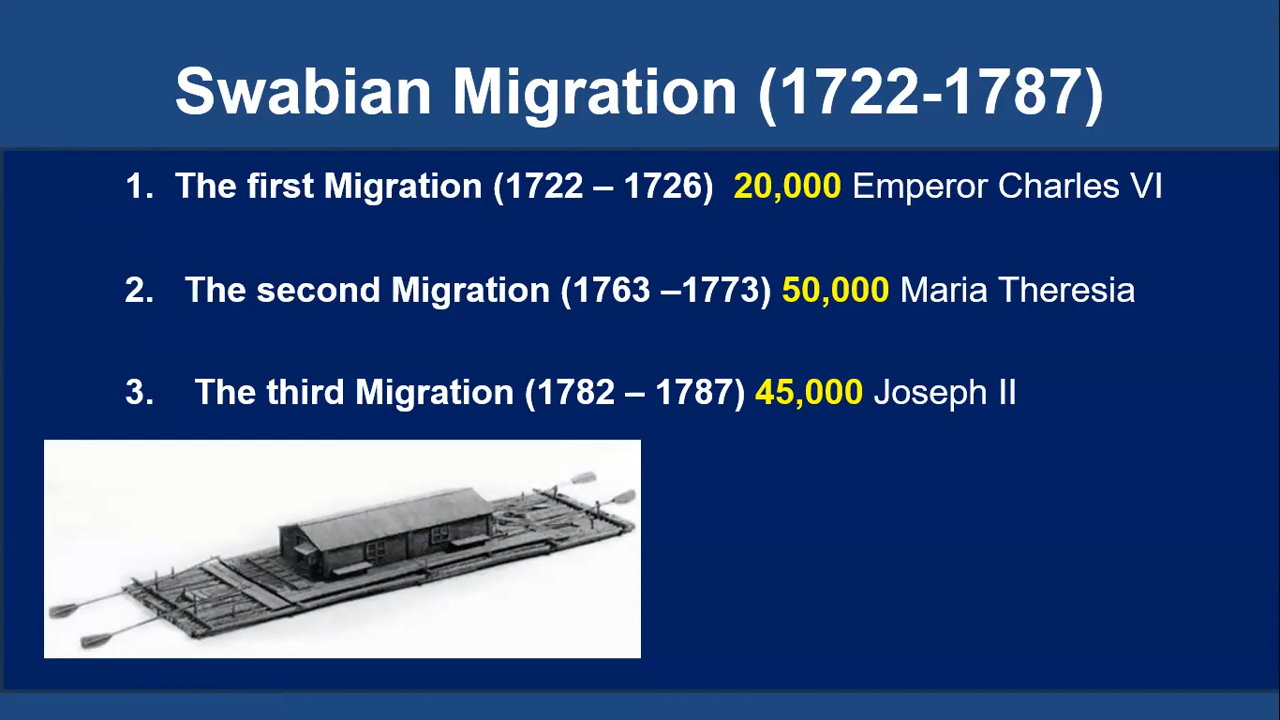 Swabian Migration (1722-1787)
1. The first Migration (1722 – 1726) 20,000 Emperor Charles VI
2. The second Migration (1763 –1773) 50,000 Maria Theresia
3. The third Migration (1782 – 1787) 45,000 Joseph II